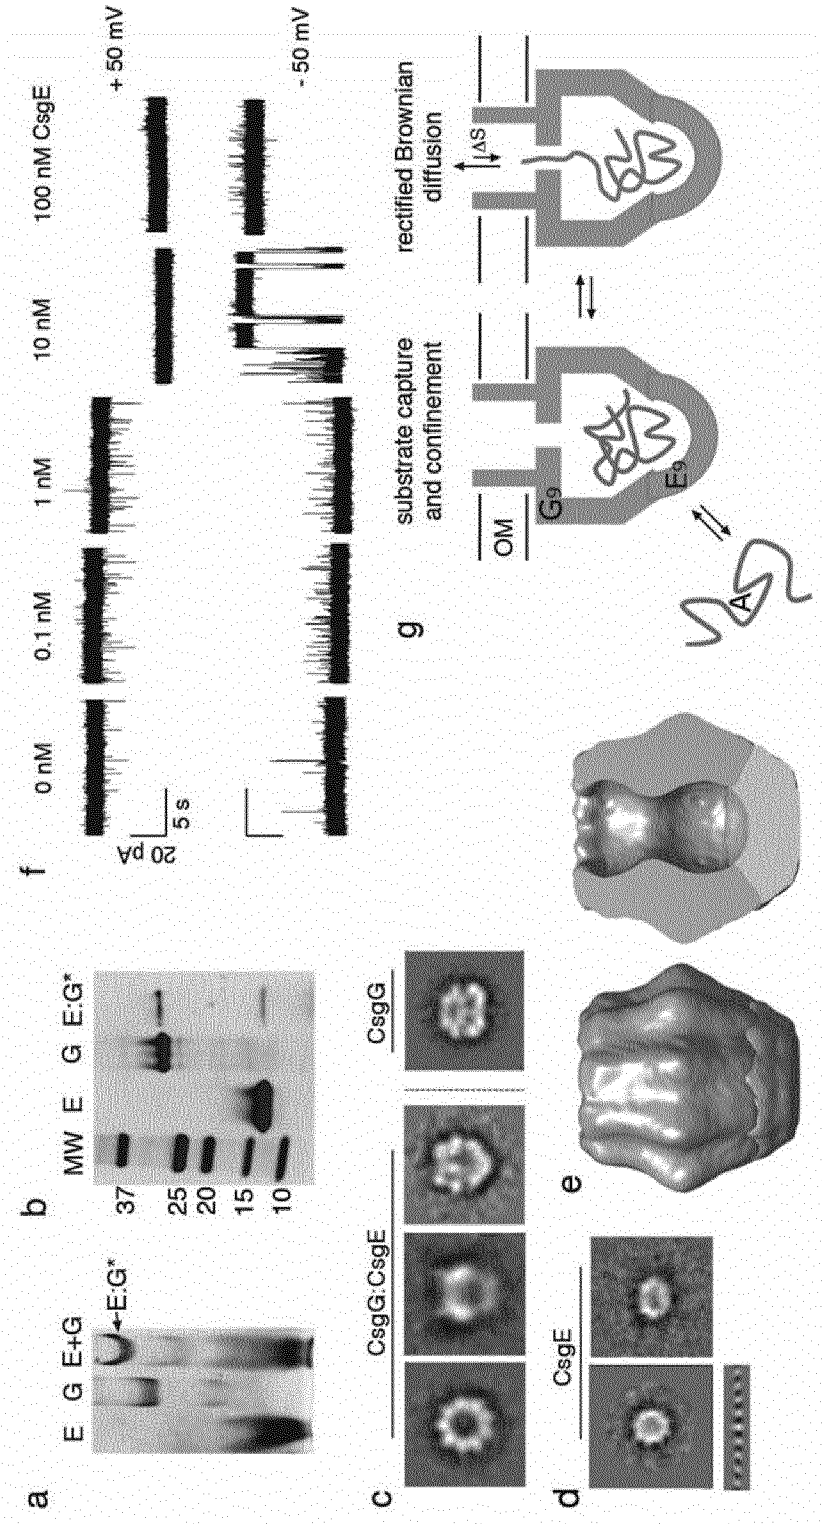 a
E G E+G
E:G*
b
MW E G E:G*
37
25
20
15
10
c
CsgG:CsgE
CsgG
d
CsgE
e
f
0 nM 0.1 nM 1 nM 10 nM 100 nM CsgE
+ 50 mV
20 pA
5 s
- 50 mV
g
substrate capture
and confinement
rectified Brownian
diffusion
ΔS
OM
G9
E9
A